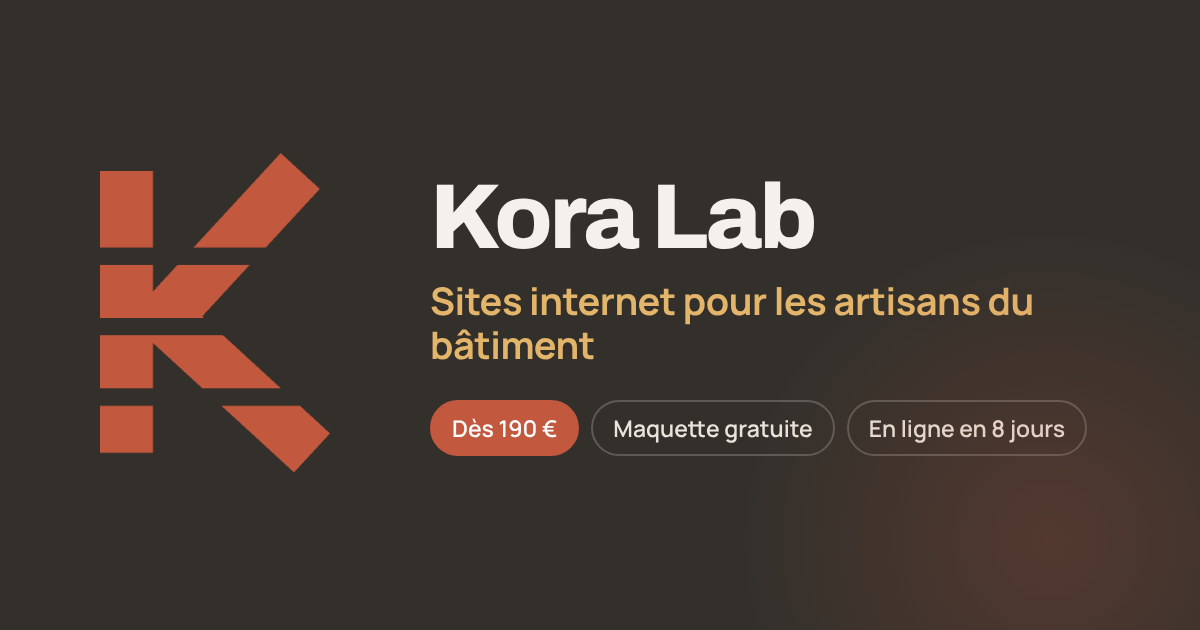 Kora Lab
Sites internet pour les artisans du
bâtiment
Dès 190 €
Maquette gratuite
En ligne en 8 jours